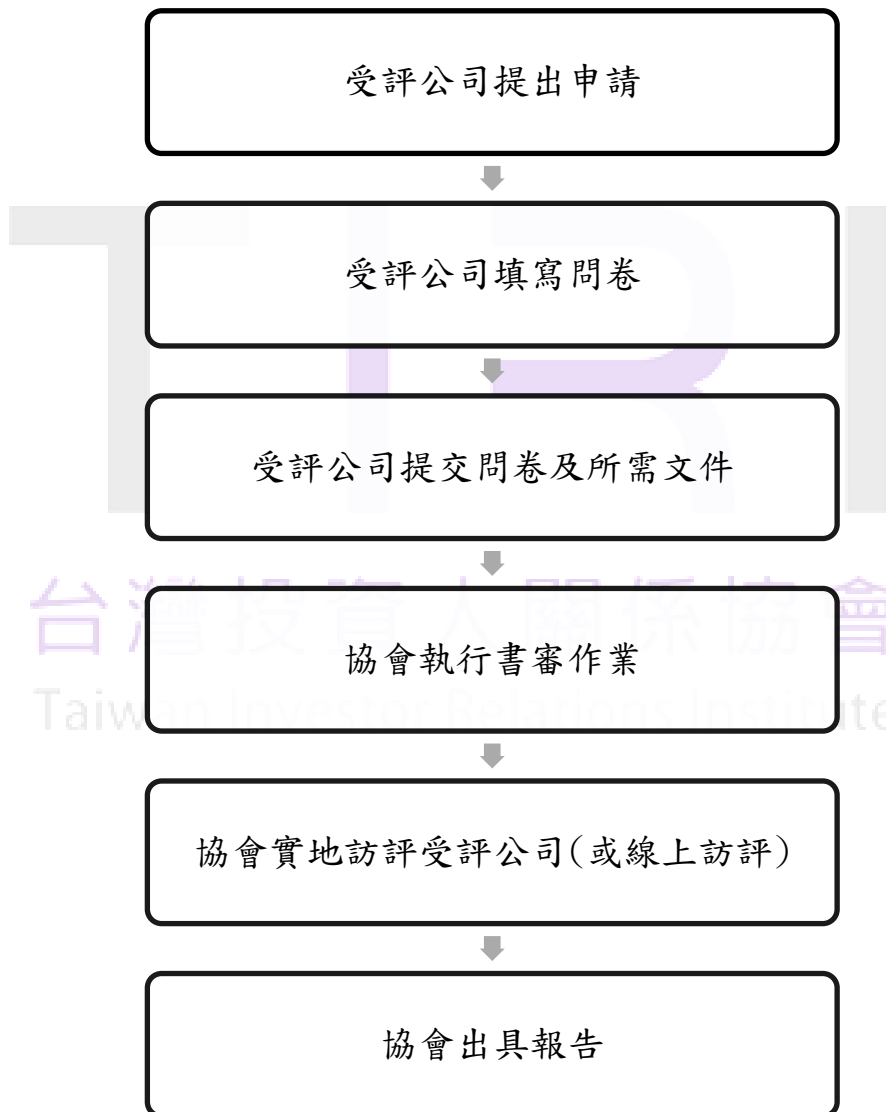 受評公司提出申請
受評公司填寫問卷
受評公司提交問卷及所需文件
台灣投資人關係協會
協會執行書審作業
Taiwan Investor Relations Institute
協會實地訪評受評公司(或線上訪評)
協會出具報告